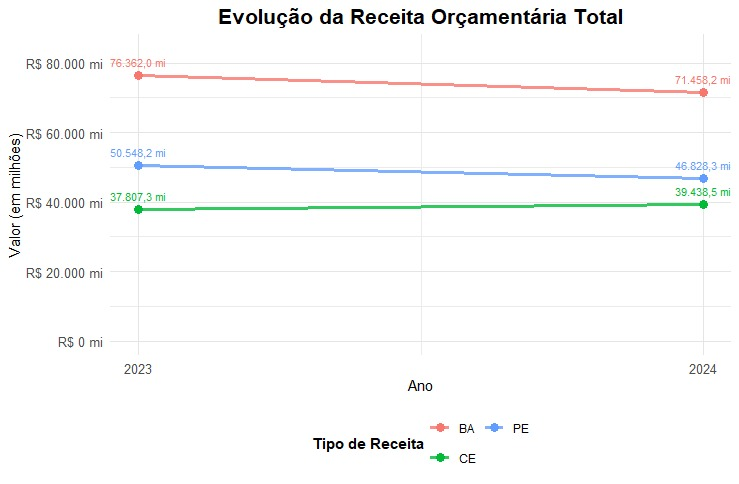 Evolução da Receita Orçamentária Total
Valor (em milhões)
R$ 80.000 mi
R$ 60.000 mi
R$ 40.000 mi
R$ 20.000 mi
R$ 0 mi
76.362,0 mi
71.458,2 mi
50.548,2 mi
46.828,3 mi
37.807,3 mi
39.438,5 mi
2023 2024
Ano
Tipo de Receita
BA PE
CE